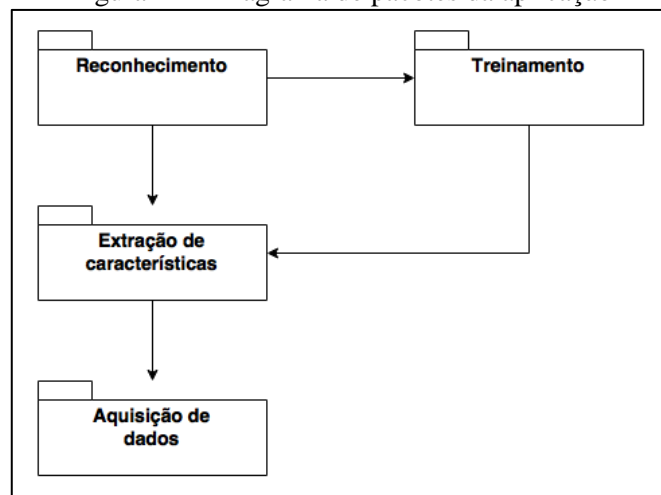 Reconhecimento
Treinamento
Extração de
características
Aquisição de
dados